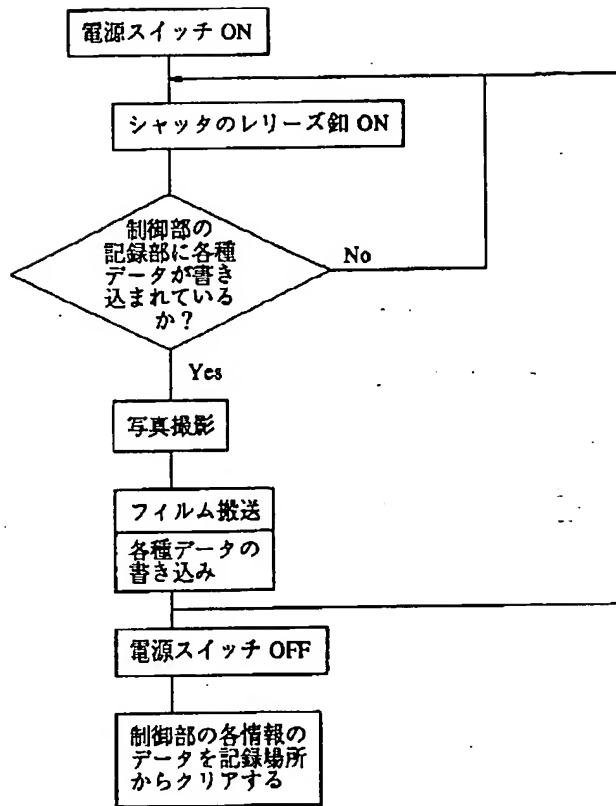 電源スイッチ ON
シャッタのレリーズ釦 ON
制御部の
記録部に各種
データが書き
込まれている
か？
No
Yes
写真撮影
フィルム搬送
各種データの
書き込み
電源スイッチ OFF
制御部の各情報の
データを記録場所
からクリアする